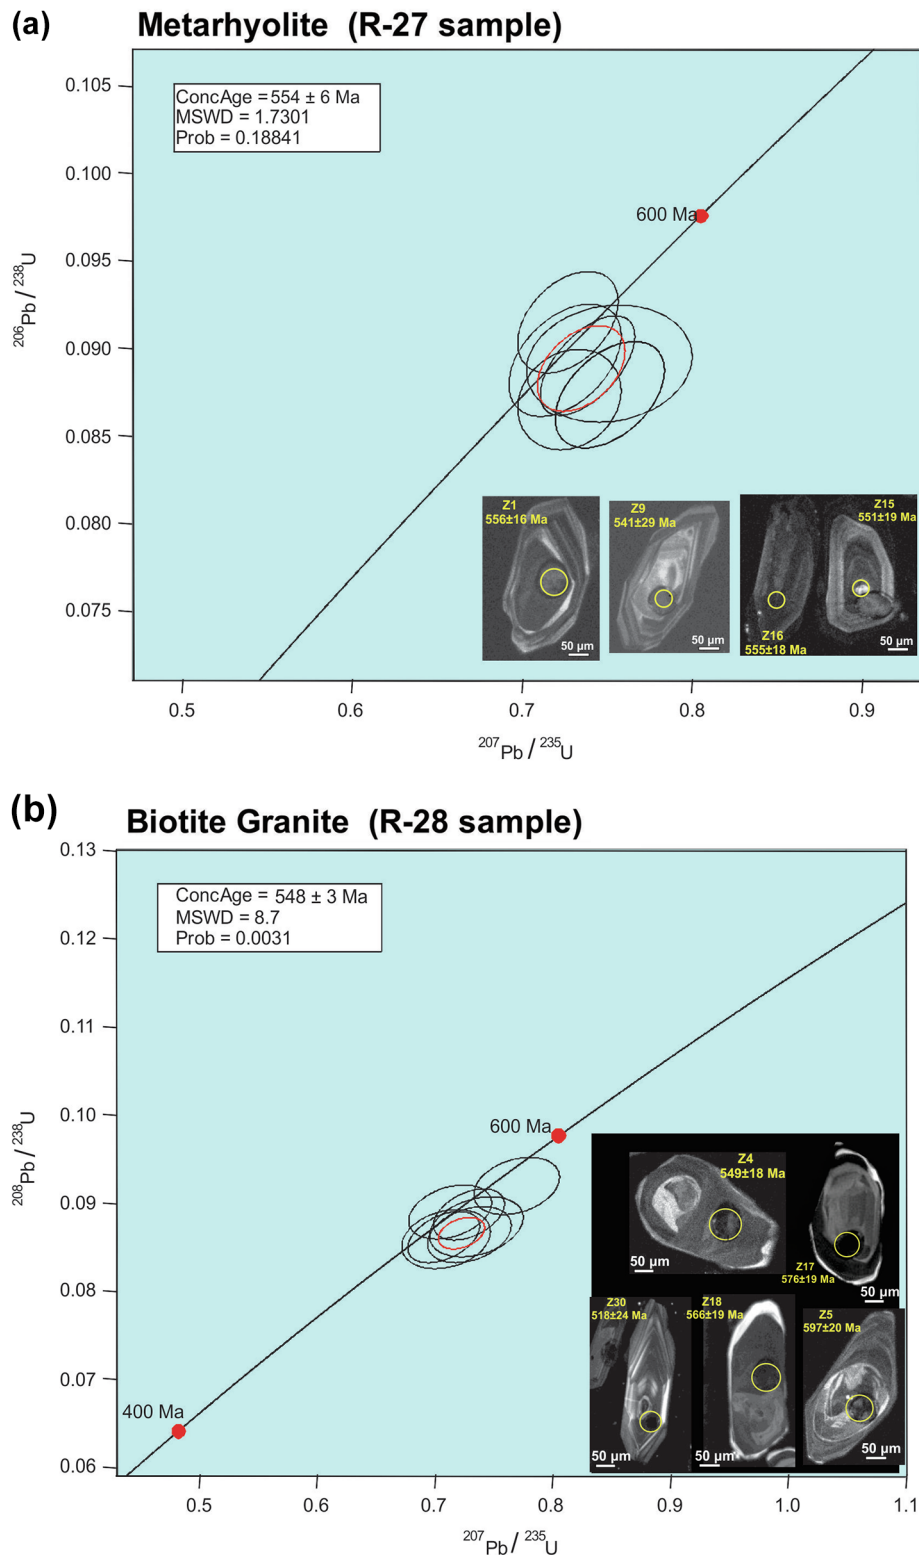 (a) Metarhyolite (R-27 sample)
ConcAge = 554 ± 6 Ma
MSWD = 1.7301
Prob = 0.18841
0.105
0.100
0.095
0.090
0.085
0.080
0.075
206Pb / 238U
600 Ma
Z1
556±16 Ma
50 µm
Z9
541±29 Ma
50 µm
Z15
551±19 Ma
Z16
555±18 Ma
50 µm
0.5 0.6 0.7 0.8 0.9
207Pb / 235U
(b) Biotite Granite (R-28 sample)
ConcAge = 548 ± 3 Ma
MSWD = 8.7
Prob = 0.0031
0.13
0.12
0.11
0.10
0.09
0.08
0.07
0.06
208Pb / 238U
600 Ma
400 Ma
Z4
549±18 Ma
50 µm
Z17
576±19 Ma
50 µm
Z30
518±24 Ma
50 µm
Z18
566±19 Ma
50 µm
Z5
597±20 Ma
50 µm
0.5 0.6 0.7 0.8 0.9 1.0 1.1
207Pb / 235U